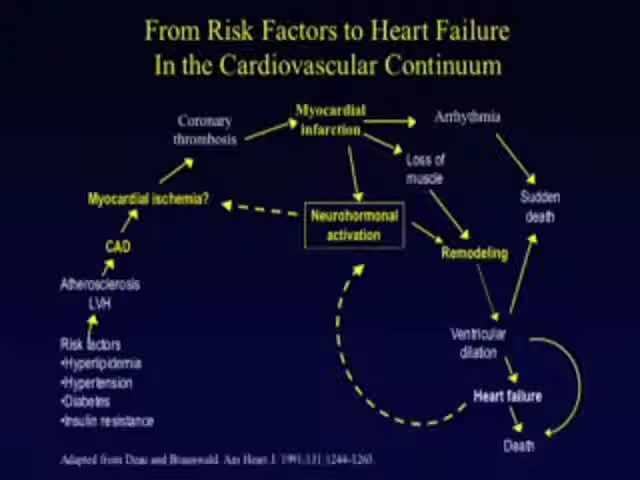 From Risk Factors to Heart Failure
In the Cardiovascular Continuum
Coronary
thrombosis
Myocardial
infarction
Arrhythmia
Loss of
muscle
Sudden
death
Myocardial ischemia?
Neurohormonal
activation
CAD
Remodeling
Atherosclerosis
LVH
Risk factors
•Hyperlipidemia
•Hypertension
•Diabetes
•Insulin resistance
Ventricular
dilation
Heart failure
Death
Adapted from and Braunwald. Am Heart J. 1991;131:1244-1263.